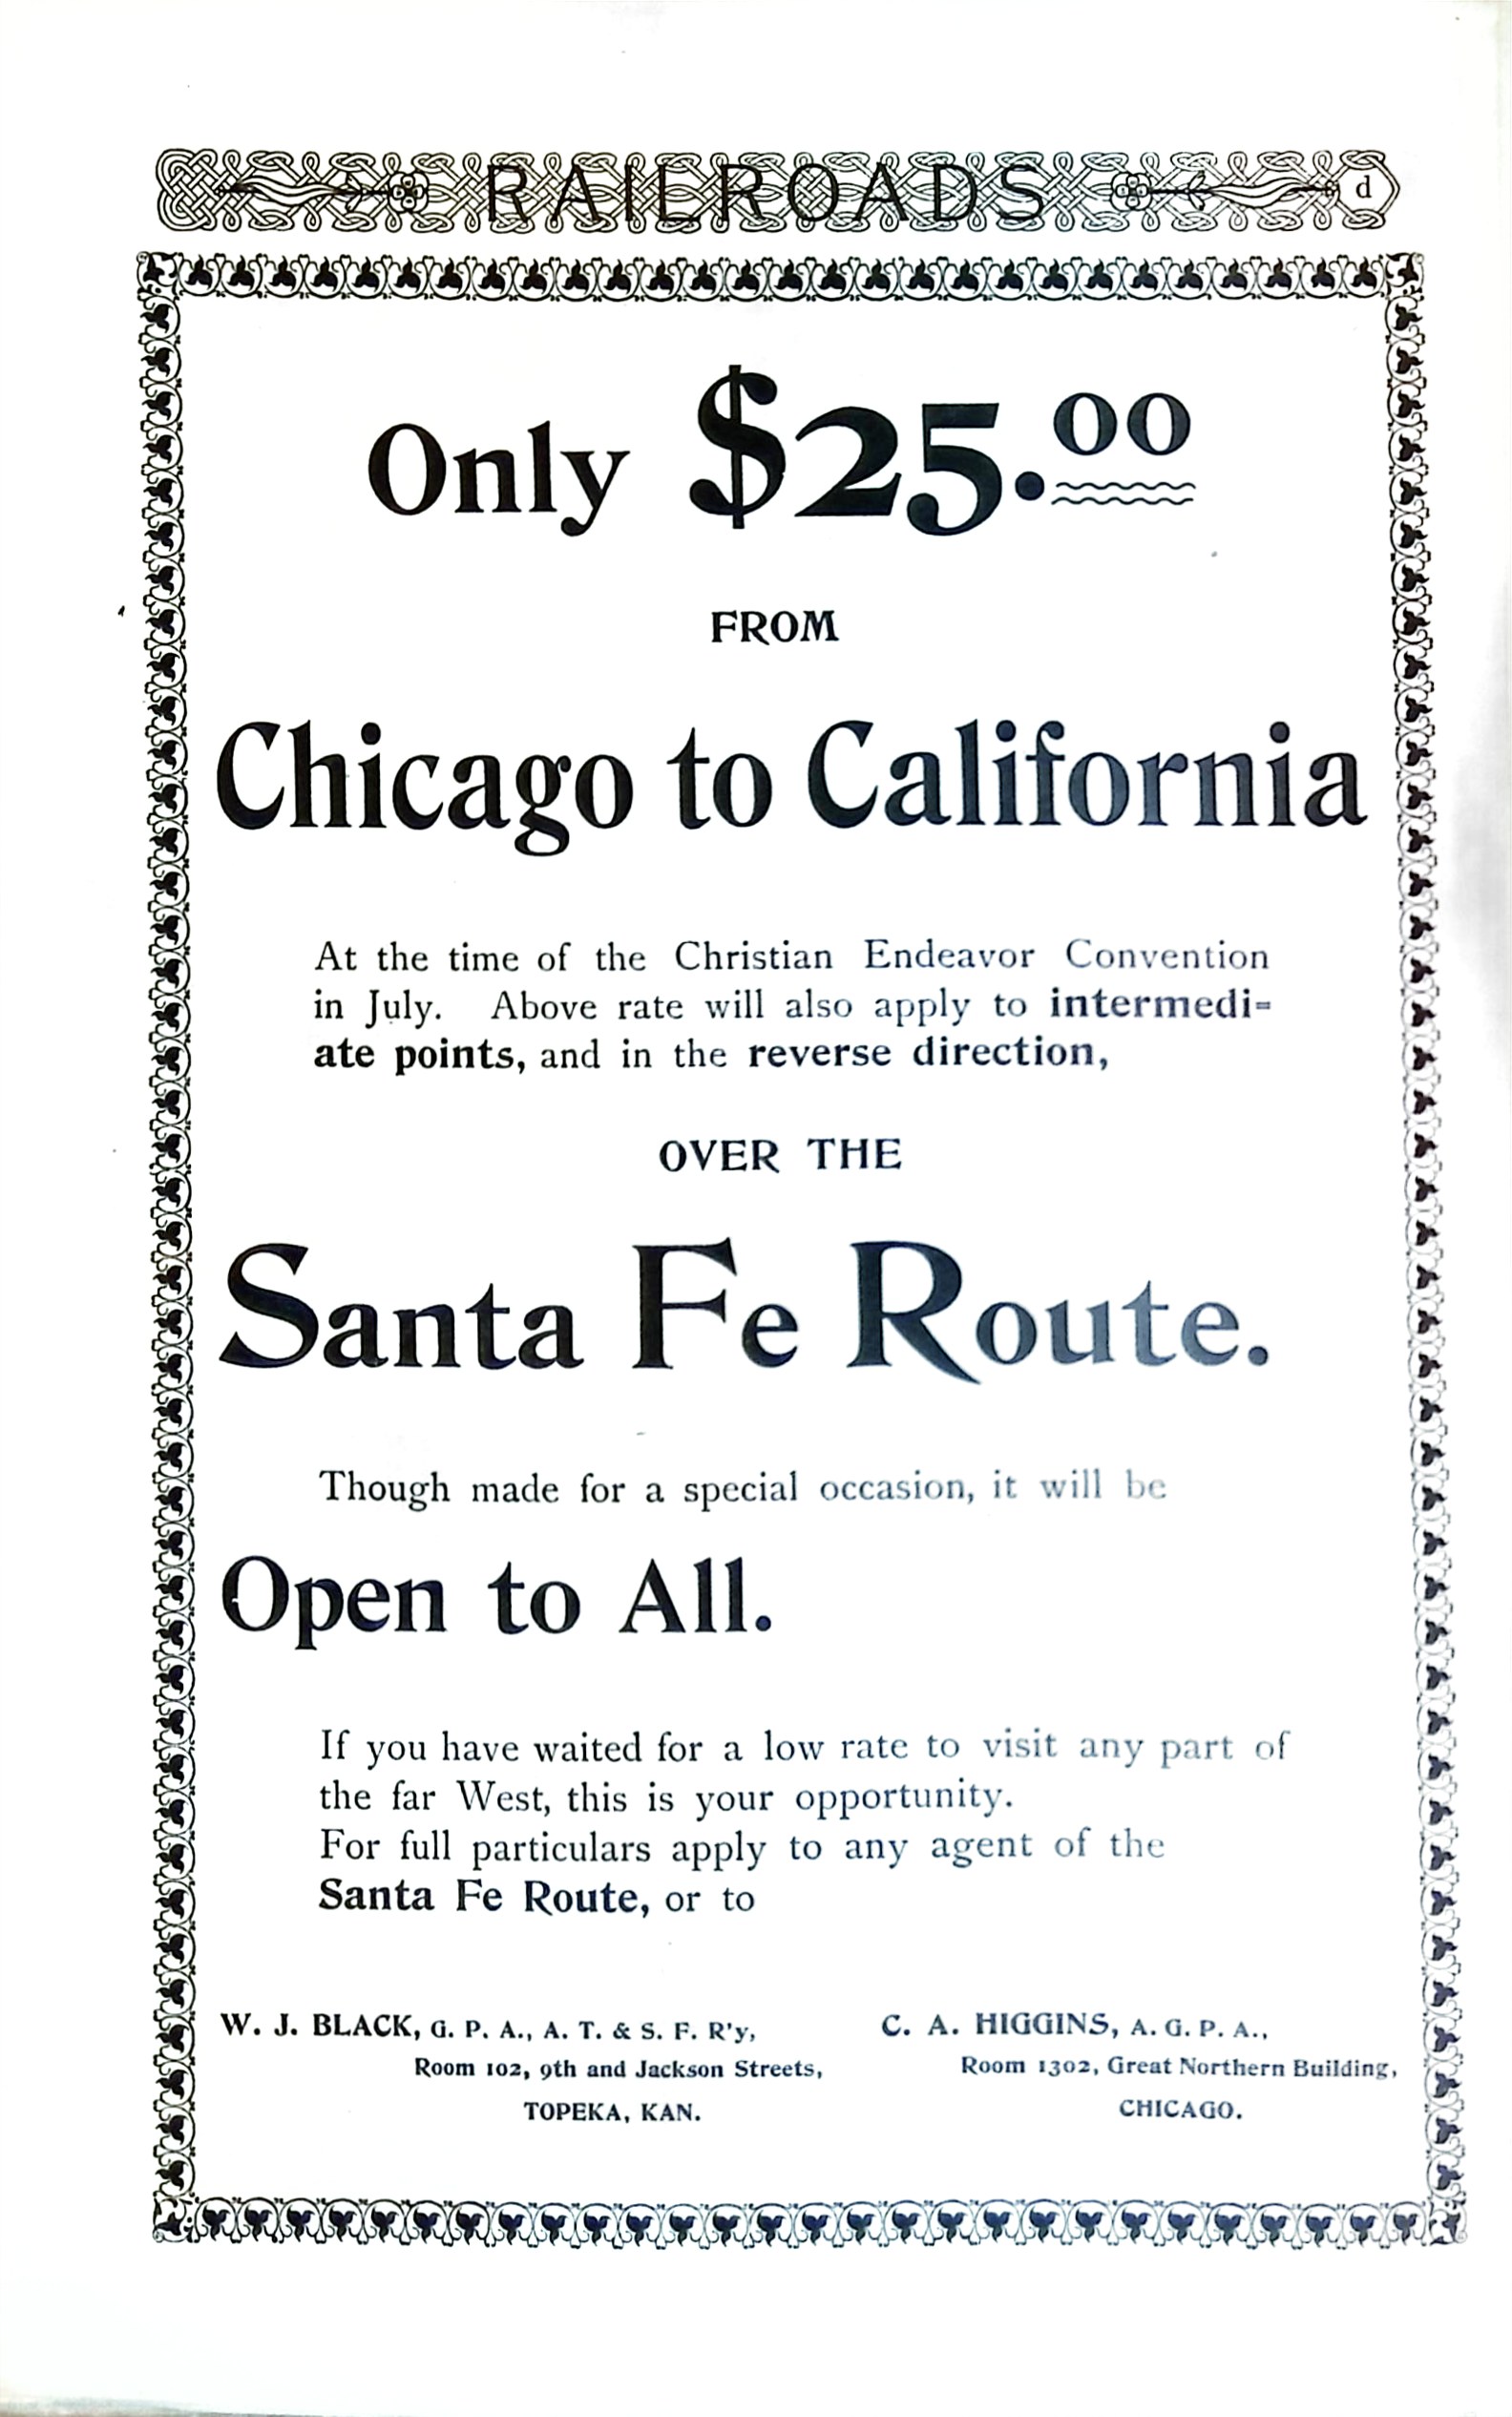 RAILROADS
d
Only $25.00
FROM
Chicago to California
At the time of the Christian Endeavor Convention
in July. Above rate will also apply to intermedi=
ate points, and in the reverse direction,
OVER THE
Santa Fe Route.
Though made for a special occasion, it will be
Open to All.
If you have waited for a low rate to visit any part of
the far West, this is your opportunity.
For full particulars apply to any agent of the
Santa Fe Route, or to
W. J. BLACK, G. P. A., A. T. & S. F. R'y,
Room 102, 9th and Jackson Streets,
TOPEKA, KAN.
C. A. HIGGINS, A. G. P. A.,
Room 1302, Great Northern Building,
CHICAGO.